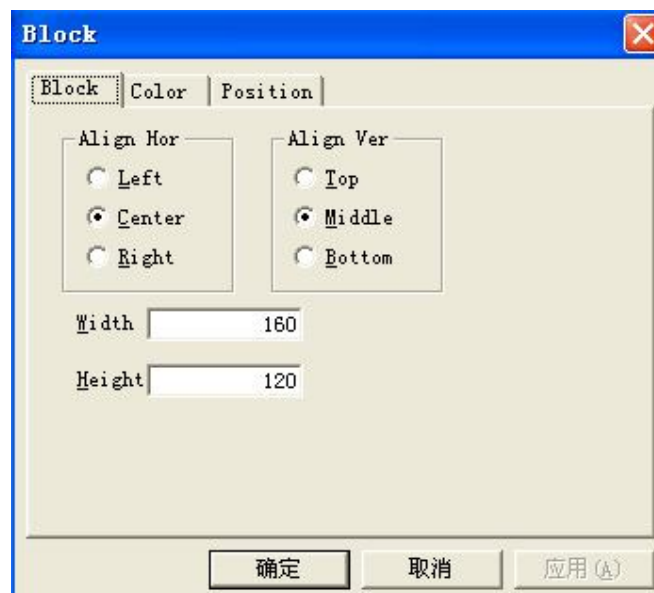 Block
Block Color Position
Align Hor Align Ver
Left Top
Center Middle
Right Bottom
Width 160
Height 120
确定 取消 应用(A)